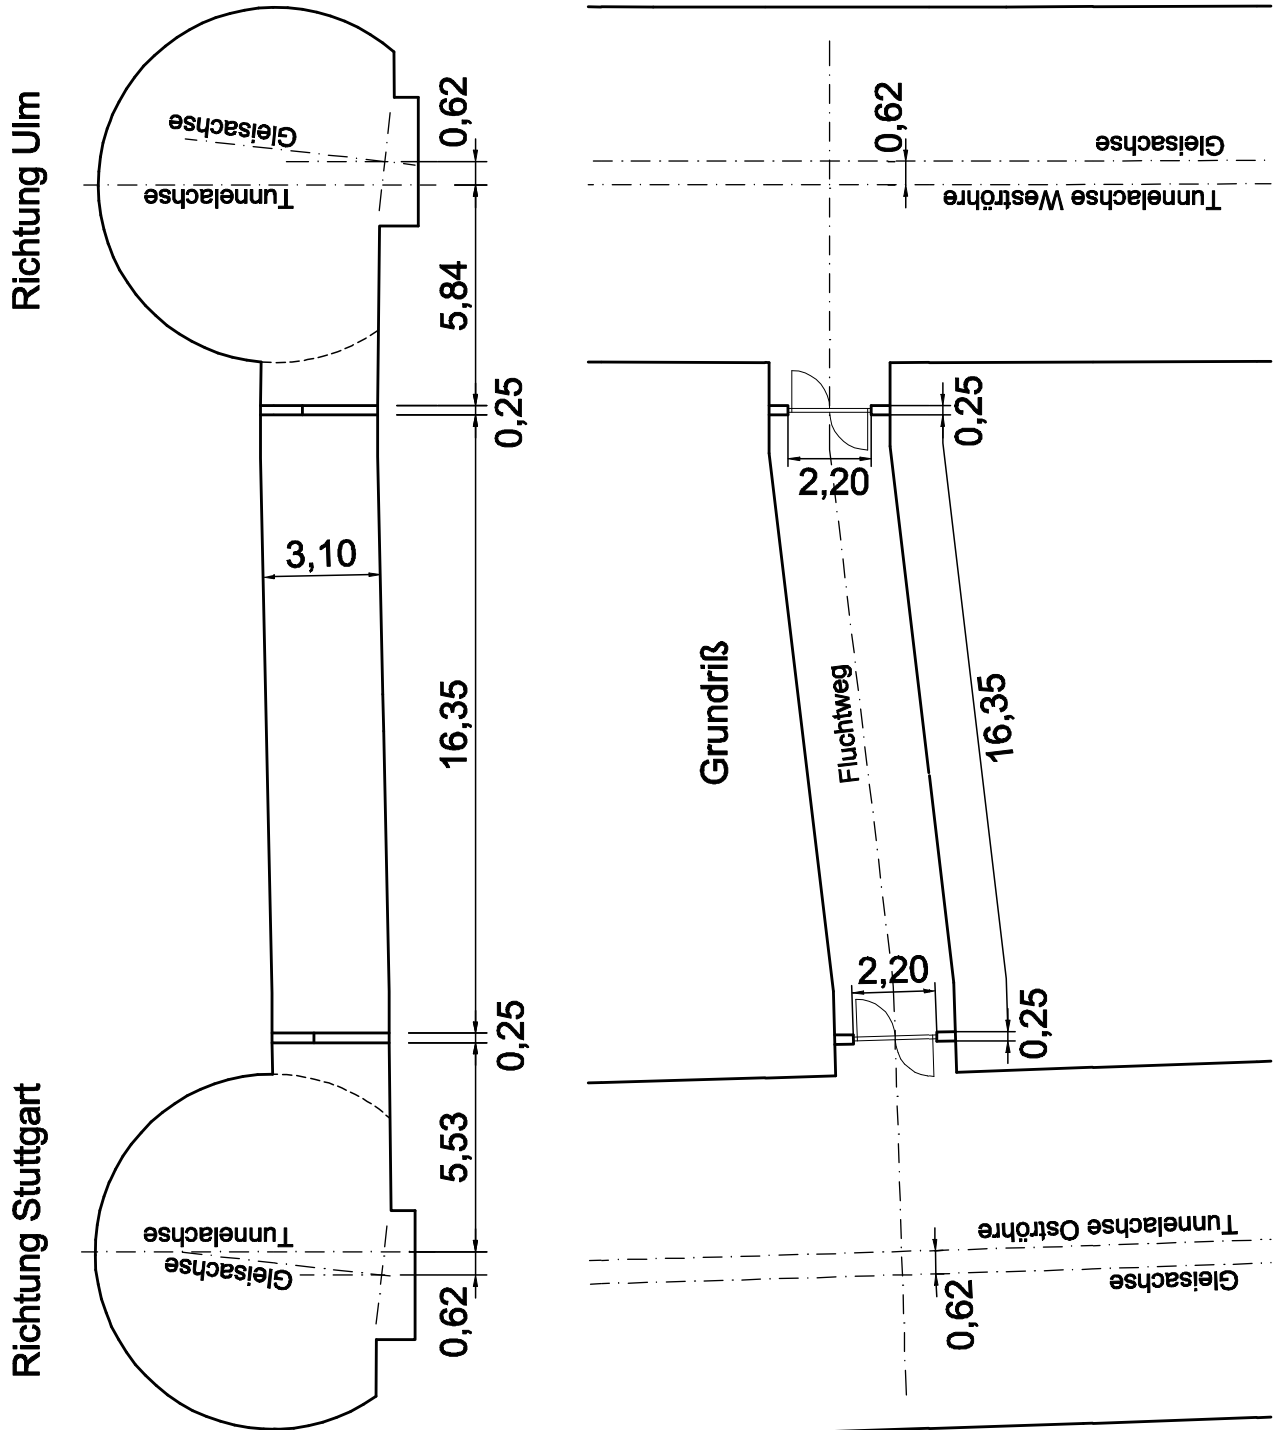 Richtung Ulm
Gleisachse
Tunnelachse
0,62
5,84
0,25
3,10
16,35
0,25
5,53
0,62
Tunnelachse
Gleisachse
Richtung Stuttgart
0,62
Gleisachse
Tunnelachse Weströhre
0,25
2,20
Grundriß
Fluchtweg
16,35
2,20
0,25
Tunnelachse Oströhre
Gleisachse
0,62